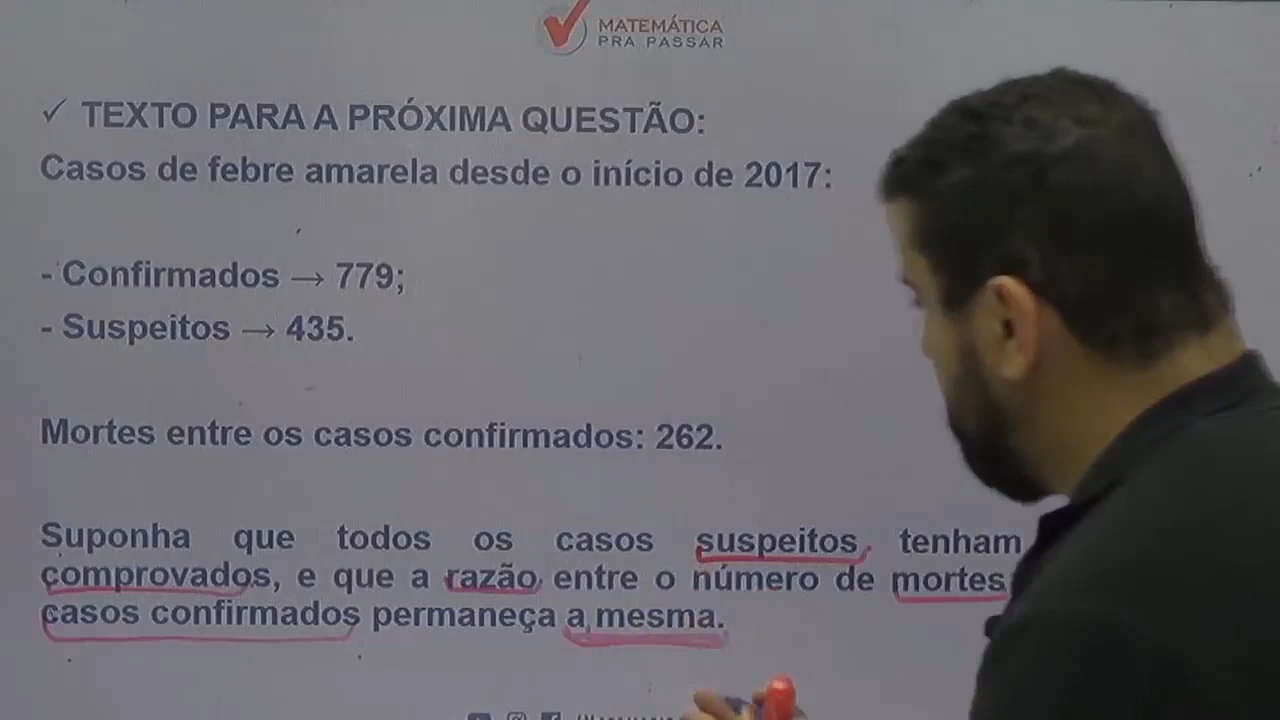 MATEMÁTICA
PRA PASSAR
✓ TEXTO PARA A PRÓXIMA QUESTÃO:
Casos de febre amarela desde o início de 2017:
- Confirmados → 779;
- Suspeitos → 435.
Mortes entre os casos confirmados: 262.
Suponha que todos os casos suspeitos tenham
comprovados, e que a razão entre o número de mortes
casos confirmados permaneça a mesma.